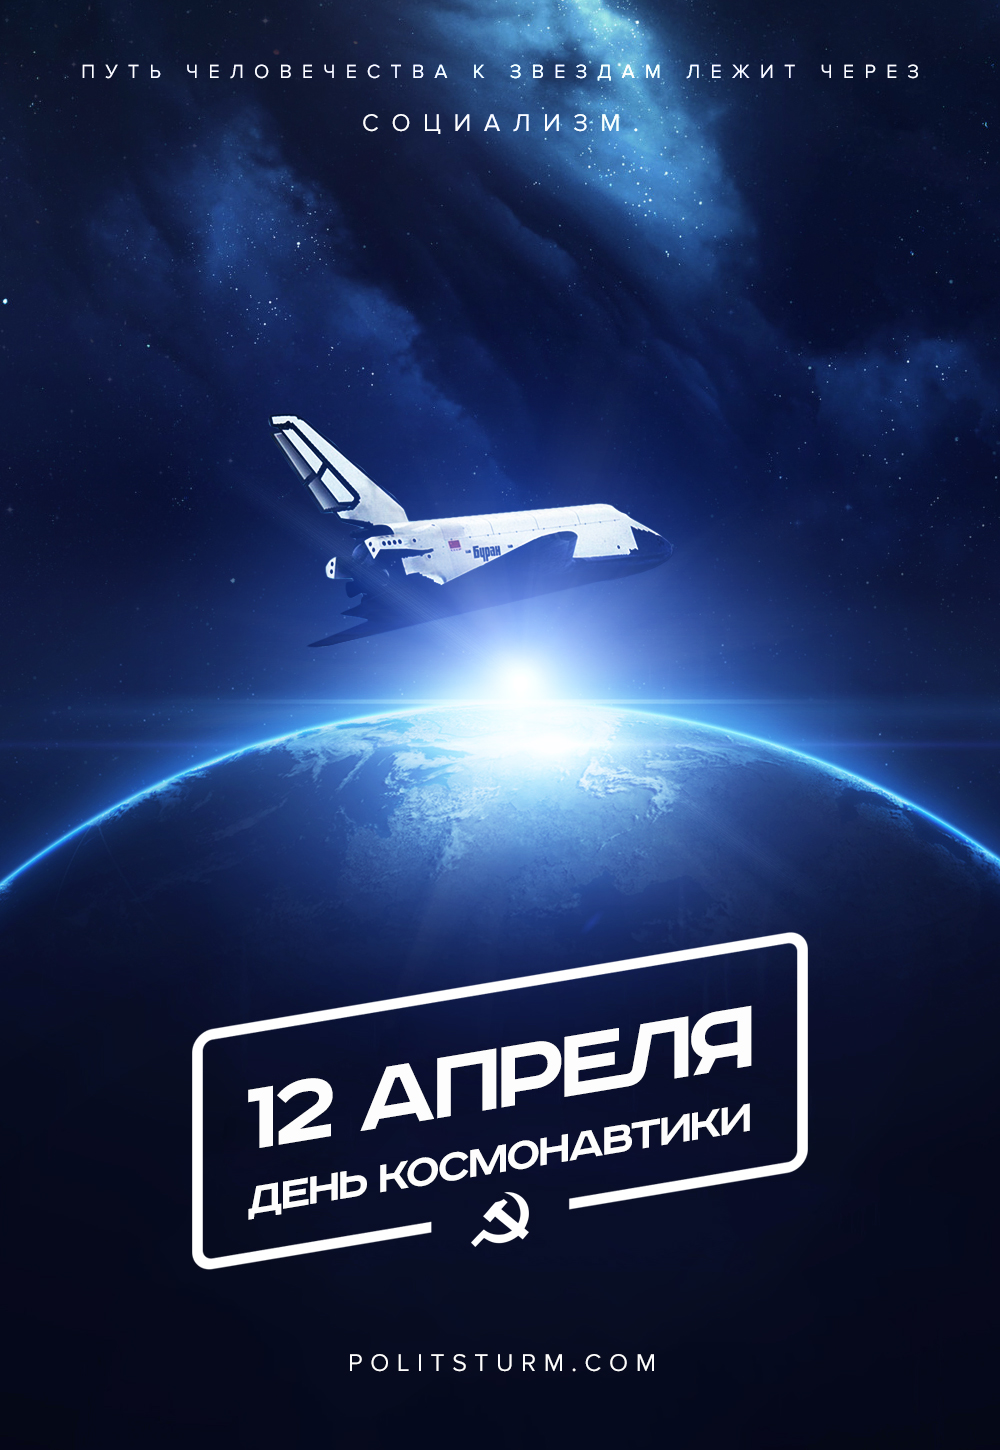 ПУТЬ ЧЕЛОВЕЧЕСТВА К ЗВЕЗДАМ ЛЕЖИТ ЧЕРЕЗ
СОЦИАЛИЗМ.
Буран
12 АПРЕЛЯ
ДЕНЬ КОСМОНАВТИКИ
POLITSTURM.COM